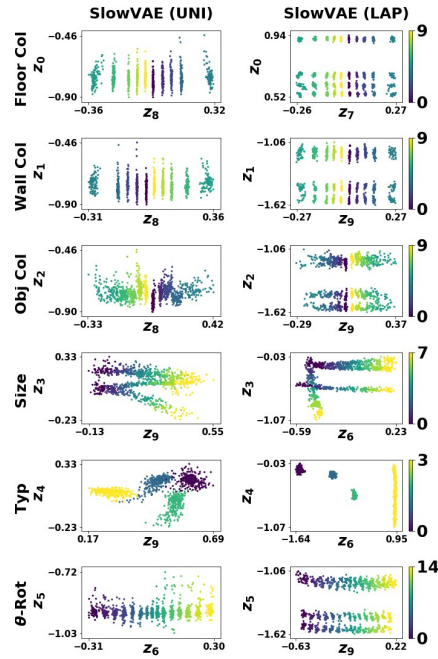 SlowVAE (UNI) SlowVAE (LAP)
Floor Col z0 -0.46 -0.90 -0.36 z8 0.32 z0 0.94 0.52 -0.26 z7 0.27 9 0
Wall Col z1 -0.46 -0.90 -0.31 z8 0.36 z1 -1.06 -1.62 -0.27 z9 0.27 9 0
Obj Col z2 -0.46 -0.90 -0.33 z8 0.42 z2 -1.06 -1.62 -0.29 z9 0.37 9 0
Size z3 0.33 -0.23 -0.13 z9 0.55 z3 -0.03 -1.07 -0.59 z6 0.23 7 0
Typ z4 0.33 -0.23 0.17 z9 0.69 z4 -0.03 -1.07 -1.64 z6 0.95 3 0
θ-Rot z5 -0.72 -1.03 -0.31 z6 0.30 z5 -1.06 -1.62 -0.63 z9 0.27 14 0